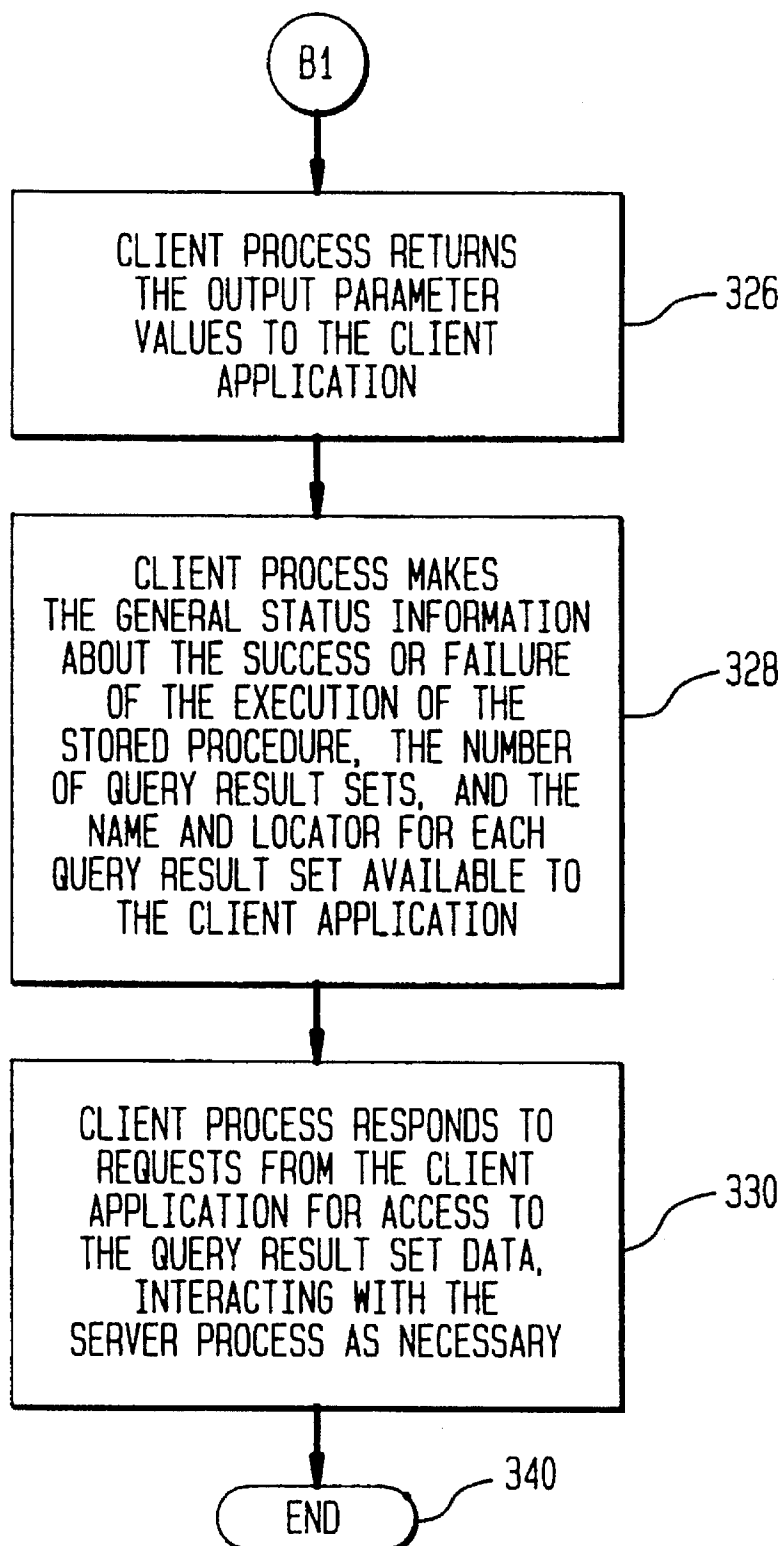 B1
CLIENT PROCESS RETURNS
THE OUTPUT PARAMETER
VALUES TO THE CLIENT
APPLICATION
326
CLIENT PROCESS MAKES
THE GENERAL STATUS INFORMATION
ABOUT THE SUCCESS OR FAILURE
OF THE EXECUTION OF THE
STORED PROCEDURE, THE NUMBER
OF QUERY RESULT SETS, AND THE
NAME AND LOCATOR FOR EACH
QUERY RESULT SET AVAILABLE TO
THE CLIENT APPLICATION
328
CLIENT PROCESS RESPONDS TO
REQUESTS FROM THE CLIENT
APPLICATION FOR ACCESS TO
THE QUERY RESULT SET DATA,
INTERACTING WITH THE
SERVER PROCESS AS NECESSARY
330
END
340